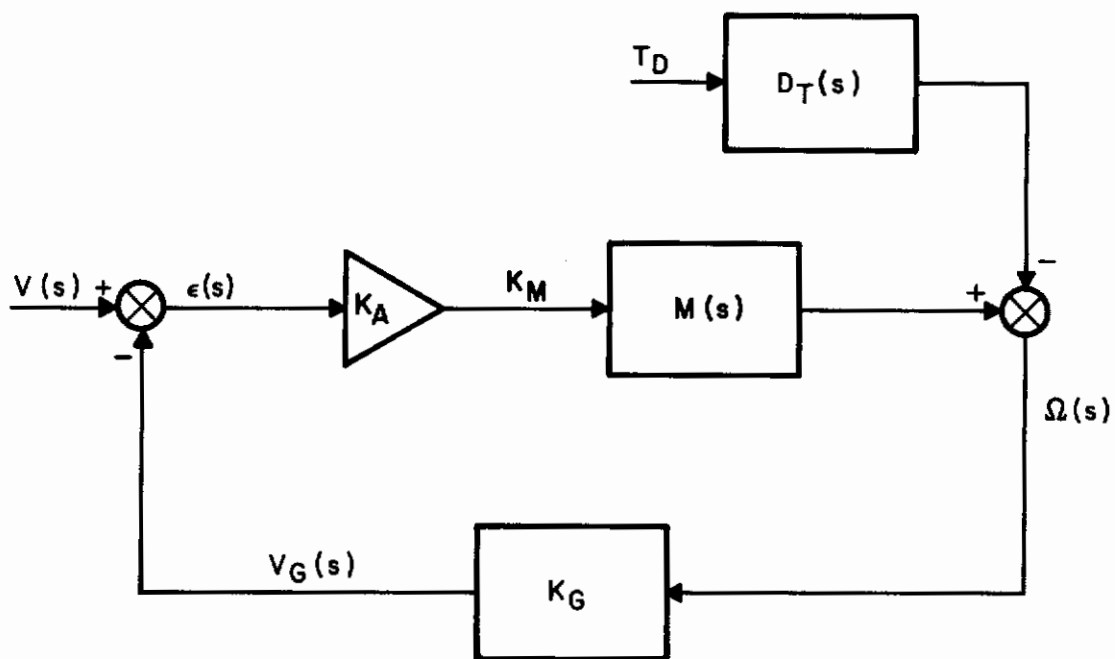 T_D
D_T(s)
V(s) + ϵ(s)
K_A
K_M
M(s)
+
-
-
Ω(s)
V_G(s)
K_G